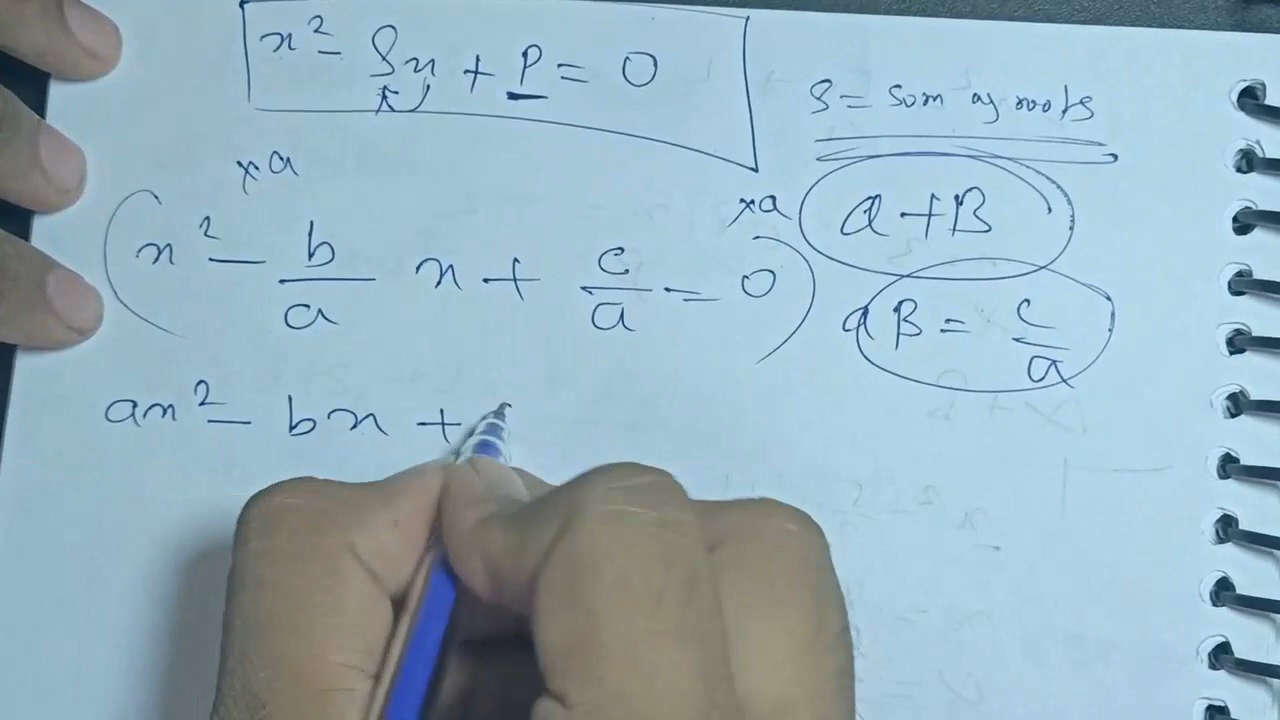 x² - Sx + P = 0
S = Sum of roots
×a
×a
α + β
x² - b/a x + c/a = 0
αβ = c/a
ax² - bx +